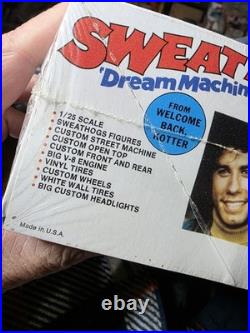 SWEATH
'Dream Machin
FROM
WELCOME
BACK,
KOTTER
1/25 SCALE
SWEATHOGS FIGURES
CUSTOM STREET MACHINE
CUSTOM OPEN TOP
CUSTOM FRONT AND REAR
BIG V-8 ENGINE
VINYL TIRES
CUSTOM WHEELS
WHITE WALL TIRES
BIG CUSTOM HEADLIGHTS
Made in U.S.A.